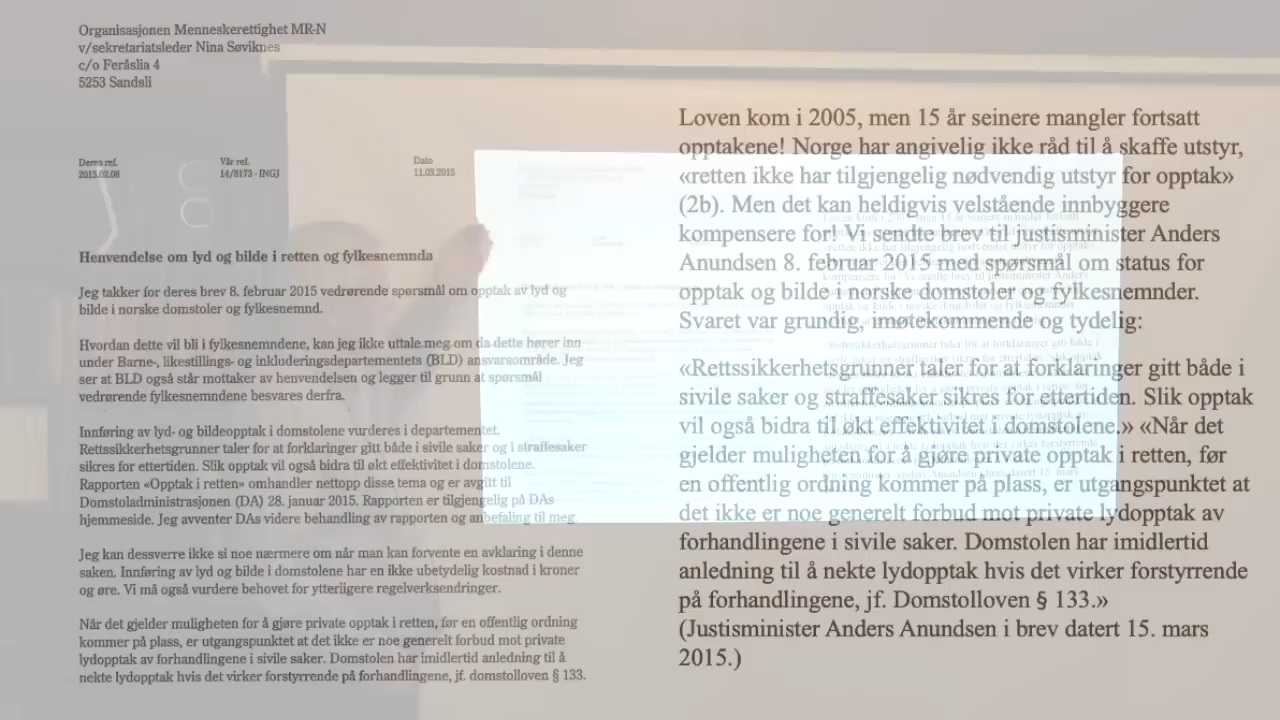 Organisasjonen Menneskerettighet MR-N
v/sekretariatsleder Nina Søviknes
c/o Feråslia 4
5253 Sandsli
Deres ref.
2015.02.08
Vår ref.
14/8173 - INGJ
Dato
11.03.2015
Henvendelse om lyd og bilde i retten og fylkesnemnda
Jeg takker for deres brev 8. februar 2015 vedrørende spørsmål om opptak av lyd og
bilde i norske domstoler og fylkesnemnd.
Hvordan dette vil bli i fylkesnemndene, kan jeg ikke uttale meg om da dette hører inn
under Barne-, likestillings- og inkluderingsdepartementets (BLD) ansvarsområde. Jeg
ser at BLD også står mottaker av henvendelsen og legger til grunn at spørsmål
vedrørende fylkesnemndene besvares derfra.
Innføring av lyd- og bildeopptak i domstolene vurderes i departementet.
Rettssikkerhetsgrunner taler for at forklaringer gitt både i sivile saker og i straffesaker
sikres for ettertiden. Slik opptak vil også bidra til økt effektivitet i domstolene.
Rapporten «Opptak i retten» omhandler nettopp disse tema og er avgitt til
Domstoladministrasjonen (DA) 28. januar 2015. Rapporten er tilgjengelig på DAs
hjemmeside. Jeg avventer DAs videre behandling av rapporten og anbefaling til meg.
Jeg kan dessverre ikke si noe nærmere om når man kan forvente en avklaring i denne
saken. Innføring av lyd og bilde i domstolene har en ikke ubetydelig kostnad i kroner
og øre. Vi må også vurdere behovet for ytterligere regelverksendringer.
Når det gjelder muligheten for å gjøre private opptak i retten, før en offentlig ordning
kommer på plass, er utgangspunktet at det ikke er noe generelt forbud mot private
lydopptak av forhandlingene i sivile saker. Domstolen har imidlertid anledning til å
nekte lydopptak hvis det virker forstyrrende på forhandlingene, jf. domstolloven § 133.
Loven kom i 2005, men 15 år seinere mangler fortsatt
opptakene! Norge har angivelig ikke råd til å skaffe utstyr,
«retten ikke har tilgjengelig nødvendig utstyr for opptak»
(2b). Men det kan heldigvis velstående innbyggere
kompensere for! Vi sendte brev til justisminister Anders
Anundsen 8. februar 2015 med spørsmål om status for
opptak og bilde i norske domstoler og fylkesnemnder.
Svaret var grundig, imøtekommende og tydelig:
«Rettssikkerhetsgrunner taler for at forklaringer gitt både i
sivile saker og straffesaker sikres for ettertiden. Slik opptak
vil også bidra til økt effektivitet i domstolene.» «Når det
gjelder muligheten for å gjøre private opptak i retten, før
en offentlig ordning kommer på plass, er utgangspunktet at
det ikke er noe generelt forbud mot private lydopptak av
forhandlingene i sivile saker. Domstolen har imidlertid
anledning til å nekte lydopptak hvis det virker forstyrrende
på forhandlingene, jf. Domstolloven § 133.»
(Justisminister Anders Anundsen i brev datert 15. mars
2015.)